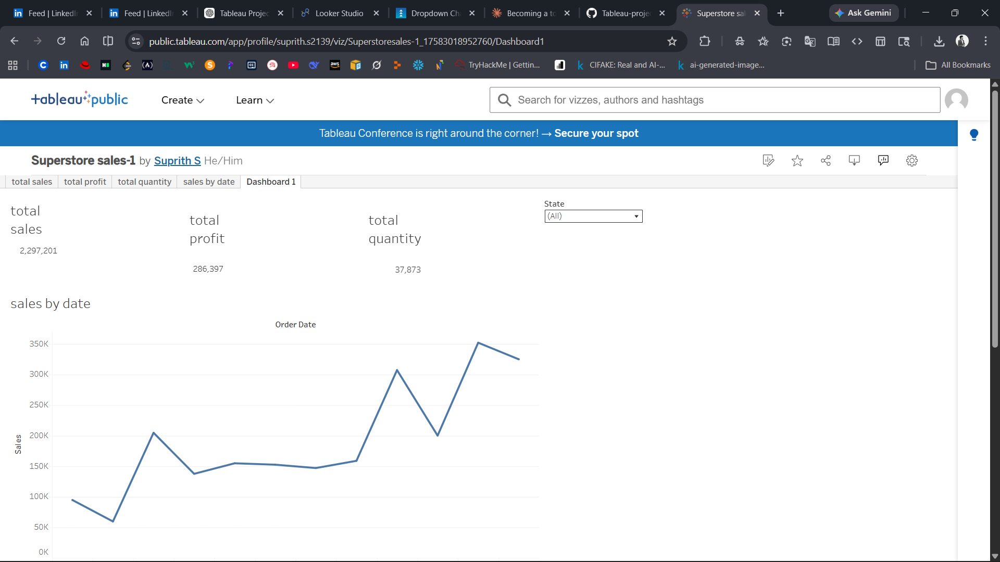 Feed | LinkedIn
Feed | LinkedIn
Tableau Projec
Looker Studio
Dropdown Ch
Becoming a to
Tableau-proje
Superstore sal
Ask Gemini
public.tableau.com/app/profile/suprith.s2139/viz/Superstoresales-1_17583018952760/Dashboard1
TryHackMe | Gettin...
CIFAKE: Real and AI-...
ai-generated-image...
All Bookmarks
tableau public
Create
Learn
Search for vizzes, authors and hashtags
Tableau Conference is right around the corner! → Secure your spot
Superstore sales-1 by Suprith S He/Him
total sales
total profit
total quantity
sales by date
Dashboard 1
total
sales
2,297,201
total
profit
286,397
total
quantity
37,873
State
(All)
sales by date
Order Date
350K
300K
250K
200K
150K
100K
50K
0K
Sales